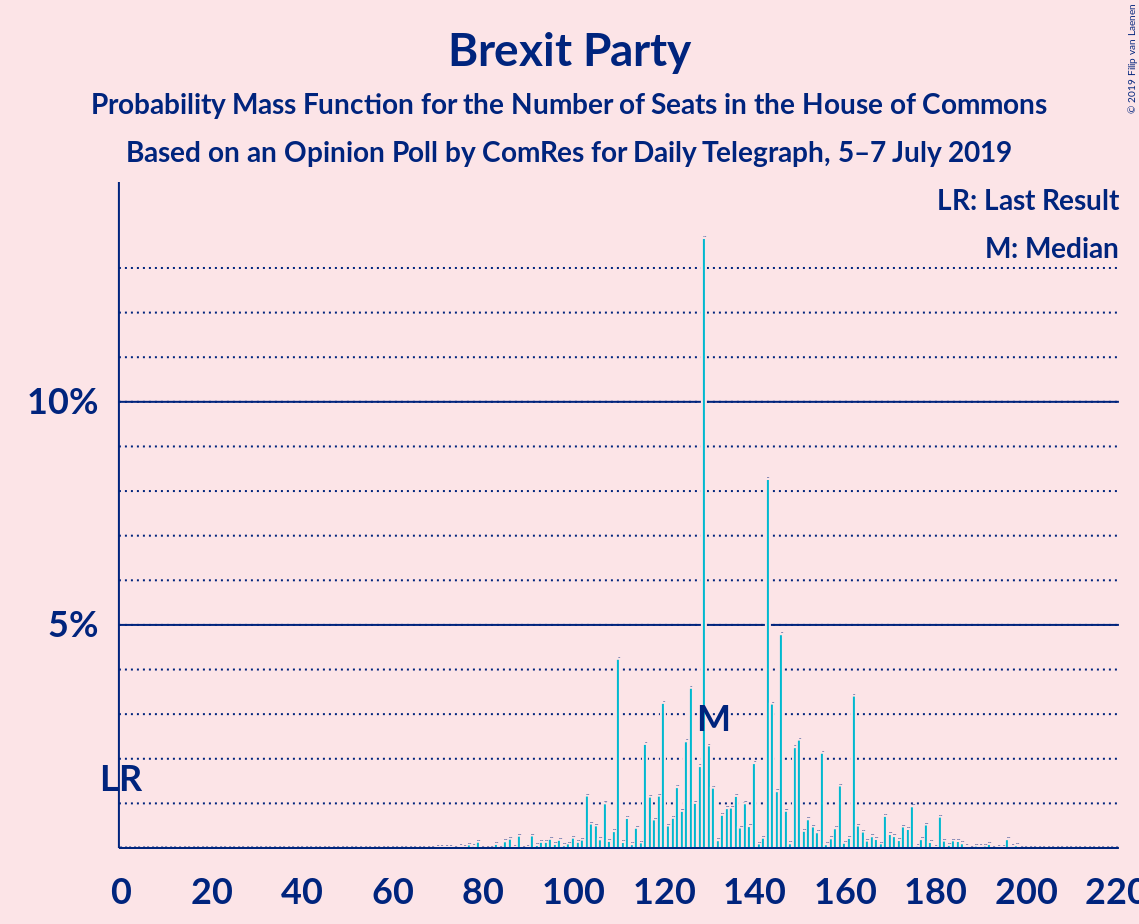 Brexit Party
Probability Mass Function for the Number of Seats in the House of Commons
Based on an Opinion Poll by ComRes for Daily Telegraph, 5–7 July 2019
© 2019 Filip van Laenen
LR: Last Result
M: Median
10%
5%
M
LR
0 20 40 60 80 100 120 140 160 180 200 220